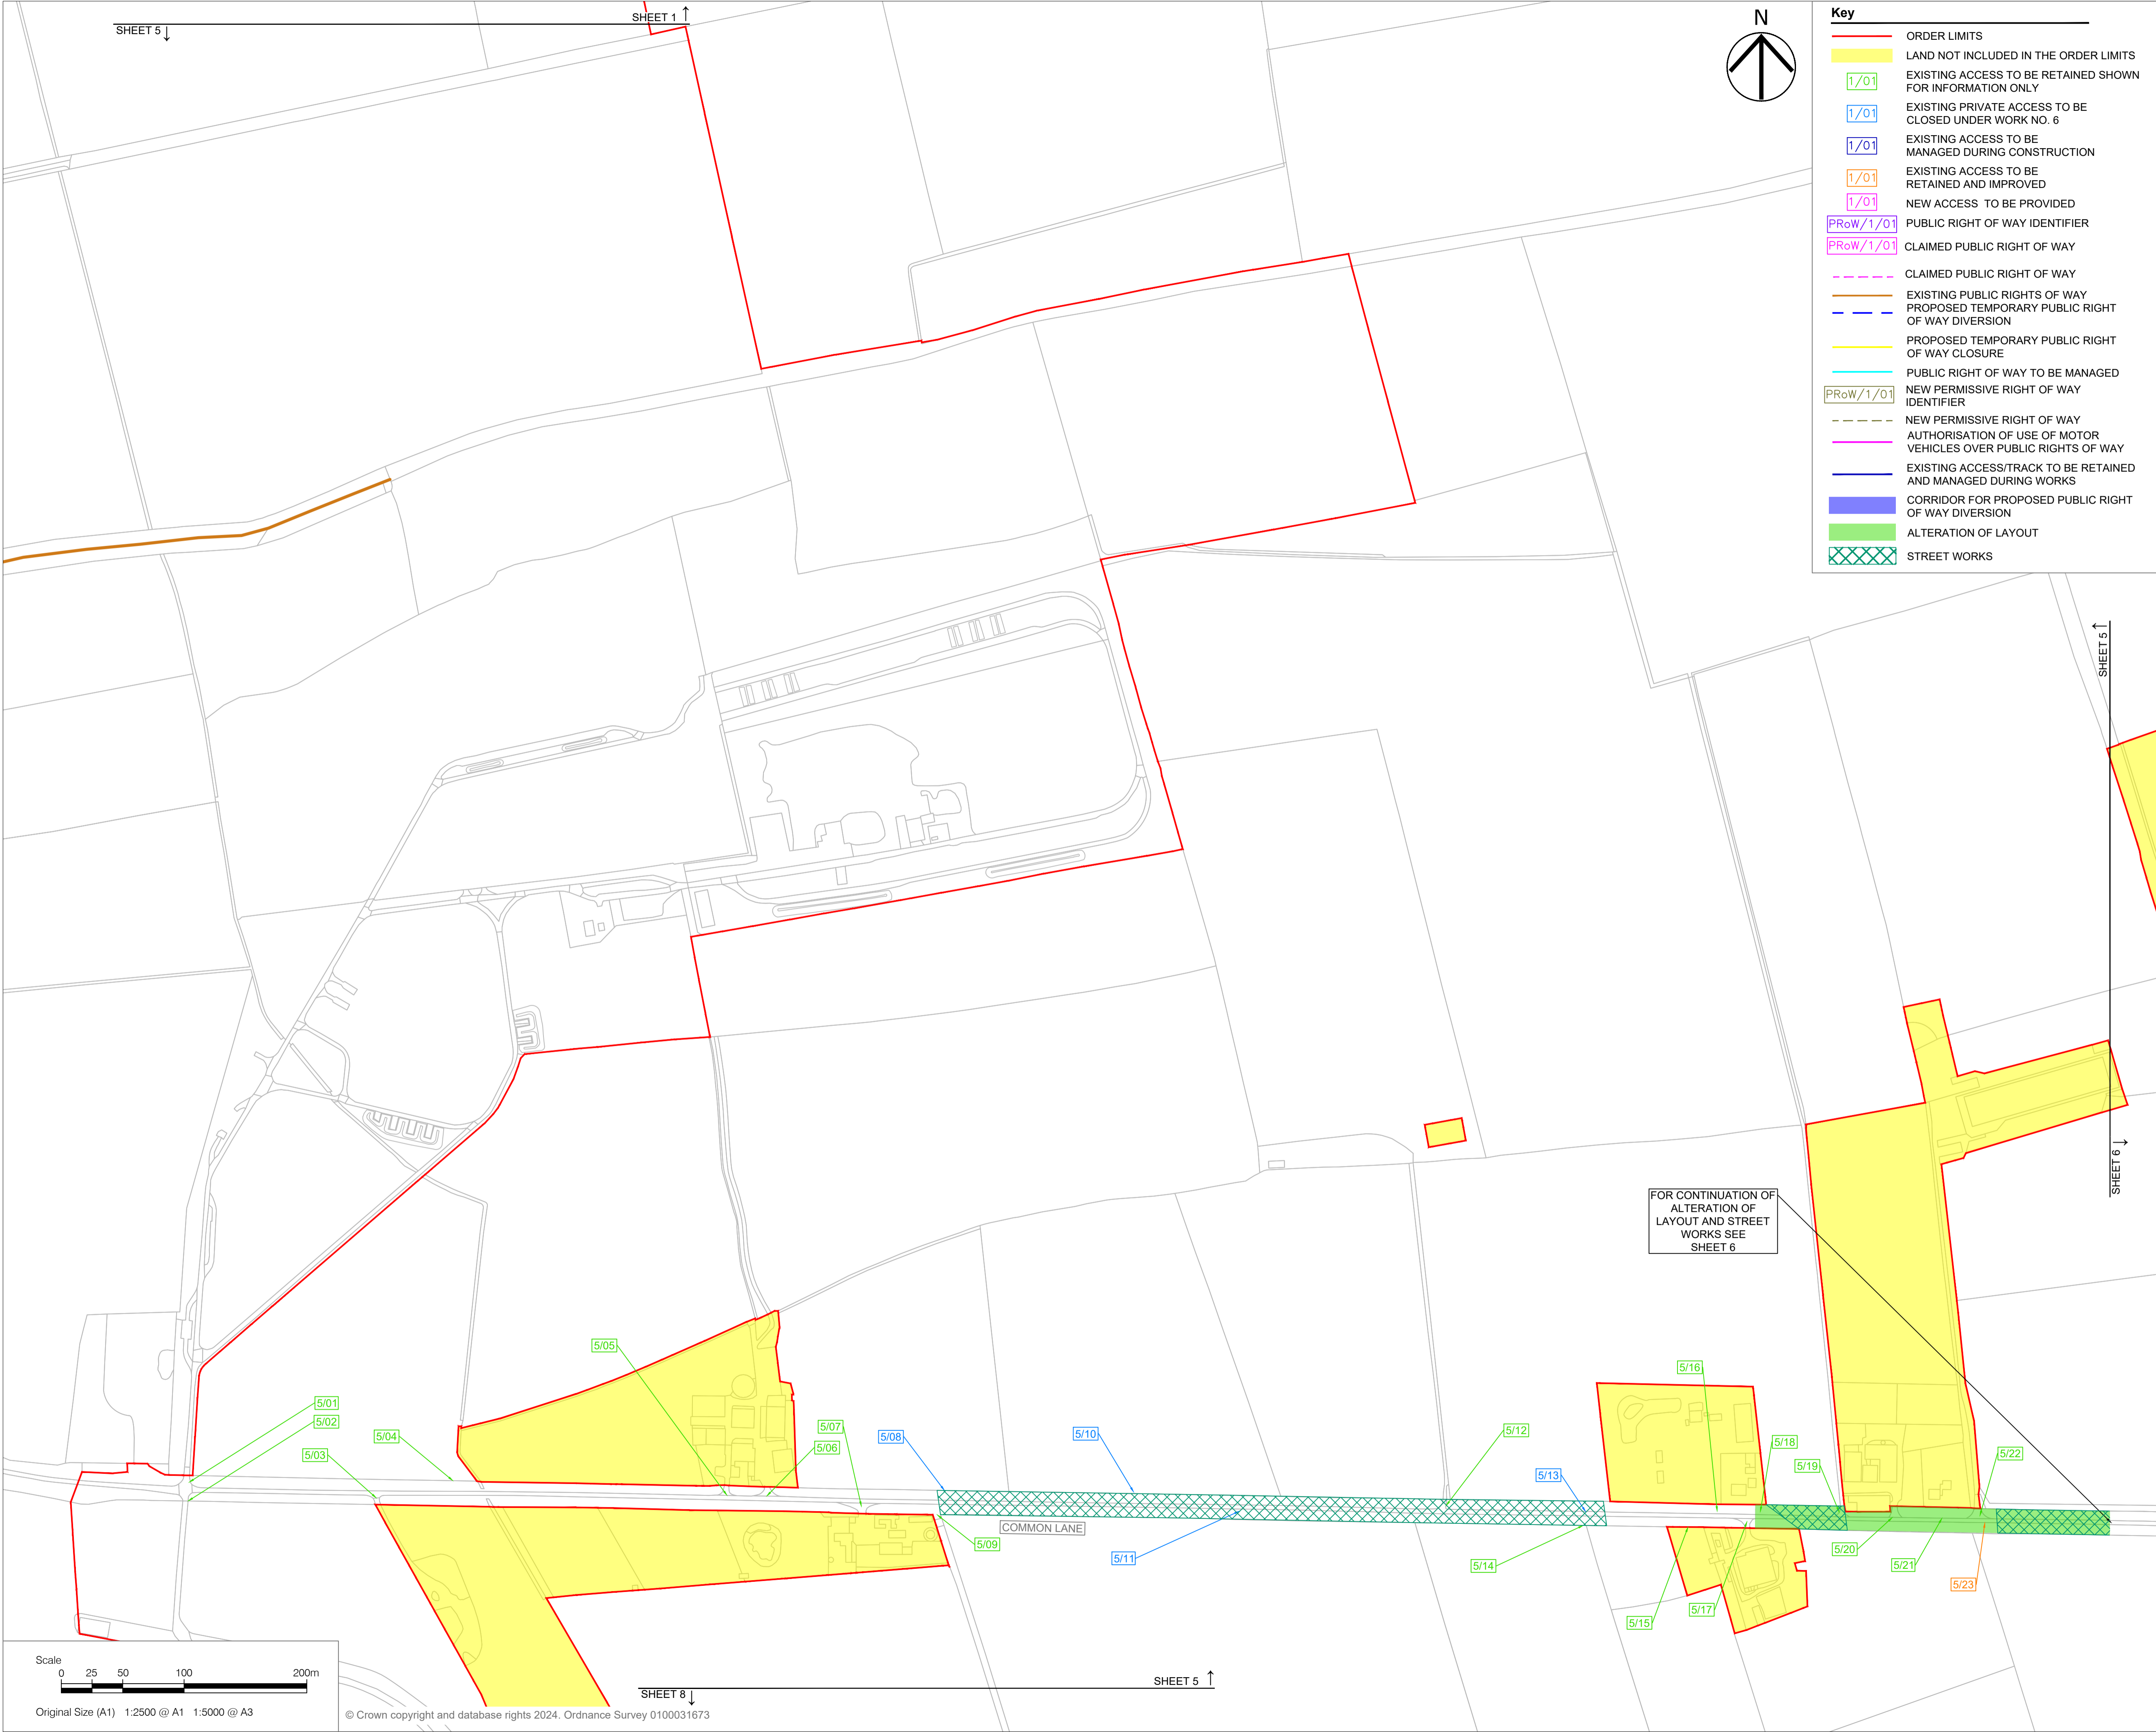 SHEET 1
SHEET 5
N
Key
ORDER LIMITS
LAND NOT INCLUDED IN THE ORDER LIMITS
1/01
EXISTING ACCESS TO BE RETAINED SHOWN
FOR INFORMATION ONLY
1/01
EXISTING PRIVATE ACCESS TO BE
CLOSED UNDER WORK NO. 6
1/01
EXISTING ACCESS TO BE
MANAGED DURING CONSTRUCTION
1/01
EXISTING ACCESS TO BE
RETAINED AND IMPROVED
1/01
NEW ACCESS TO BE PROVIDED
PRoW/1/01
PUBLIC RIGHT OF WAY IDENTIFIER
PRoW/1/01
CLAIMED PUBLIC RIGHT OF WAY
CLAIMED PUBLIC RIGHT OF WAY
EXISTING PUBLIC RIGHTS OF WAY
PROPOSED TEMPORARY PUBLIC RIGHT
OF WAY DIVERSION
PROPOSED TEMPORARY PUBLIC RIGHT
OF WAY CLOSURE
PUBLIC RIGHT OF WAY TO BE MANAGED
PRoW/1/01
NEW PERMISSIVE RIGHT OF WAY
IDENTIFIER
NEW PERMISSIVE RIGHT OF WAY
AUTHORISATION OF USE OF MOTOR
VEHICLES OVER PUBLIC RIGHTS OF WAY
EXISTING ACCESS/TRACK TO BE RETAINED
AND MANAGED DURING WORKS
CORRIDOR FOR PROPOSED PUBLIC RIGHT
OF WAY DIVERSION
ALTERATION OF LAYOUT
STREET WORKS
SHEET 5
SHEET 6
FOR CONTINUATION OF
ALTERATION OF
LAYOUT AND STREET
WORKS SEE
SHEET 6
5/01
5/02
5/03
5/04
5/05
5/06
5/07
5/08
5/09
5/10
5/11
COMMON LANE
5/12
5/13
5/14
5/15
5/16
5/17
5/18
5/19
5/20
5/21
5/22
5/23
Scale
0 25 50 100 200m
Original Size (A1) 1:2500 @ A1 1:5000 @ A3
SHEET 8
SHEET 5
© Crown copyright and database rights 2024. Ordnance Survey 0100031673